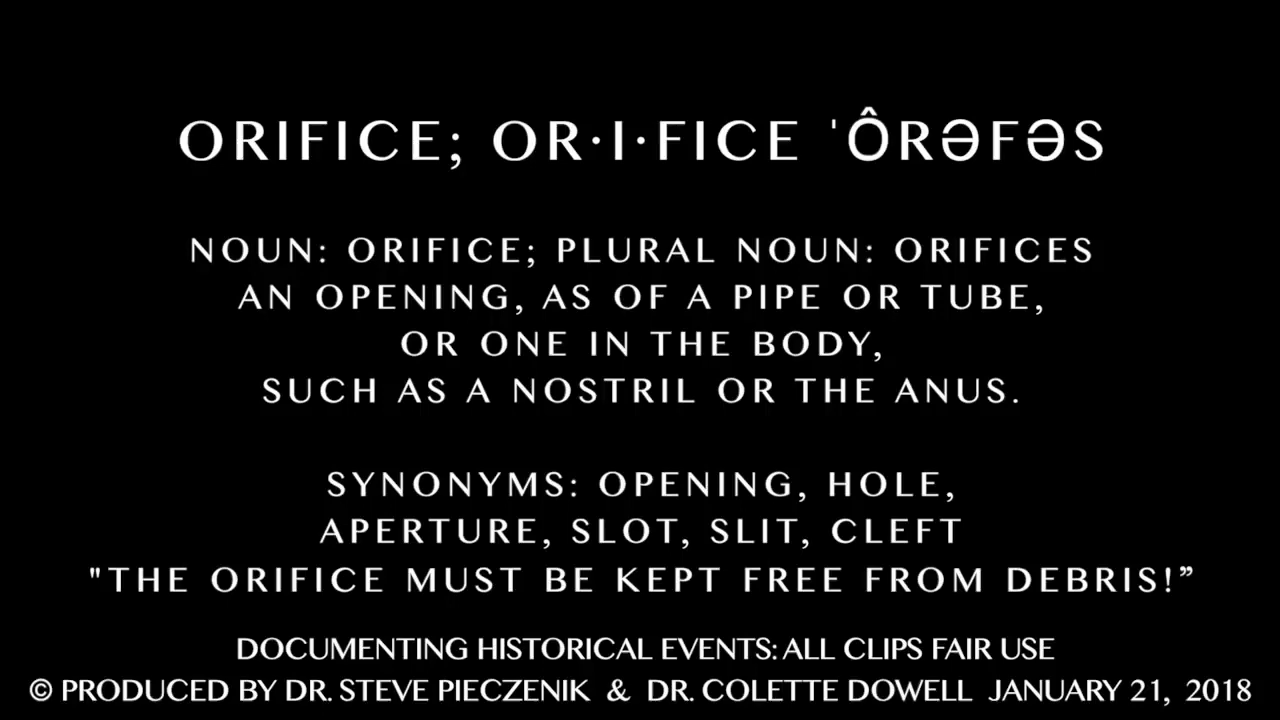 ORIFICE; OR·I·FICE ˈÔRƏFƏS
NOUN: ORIFICE; PLURAL NOUN: ORIFICES
AN OPENING, AS OF A PIPE OR TUBE,
OR ONE IN THE BODY,
SUCH AS A NOSTRIL OR THE ANUS.
SYNONYMS: OPENING, HOLE,
APERTURE, SLOT, SLIT, CLEFT
"THE ORIFICE MUST BE KEPT FREE FROM DEBRIS!”
DOCUMENTING HISTORICAL EVENTS: ALL CLIPS FAIR USE
© PRODUCED BY DR. STEVE PIECZENIK & DR. COLETTE DOWELL JANUARY 21, 2018